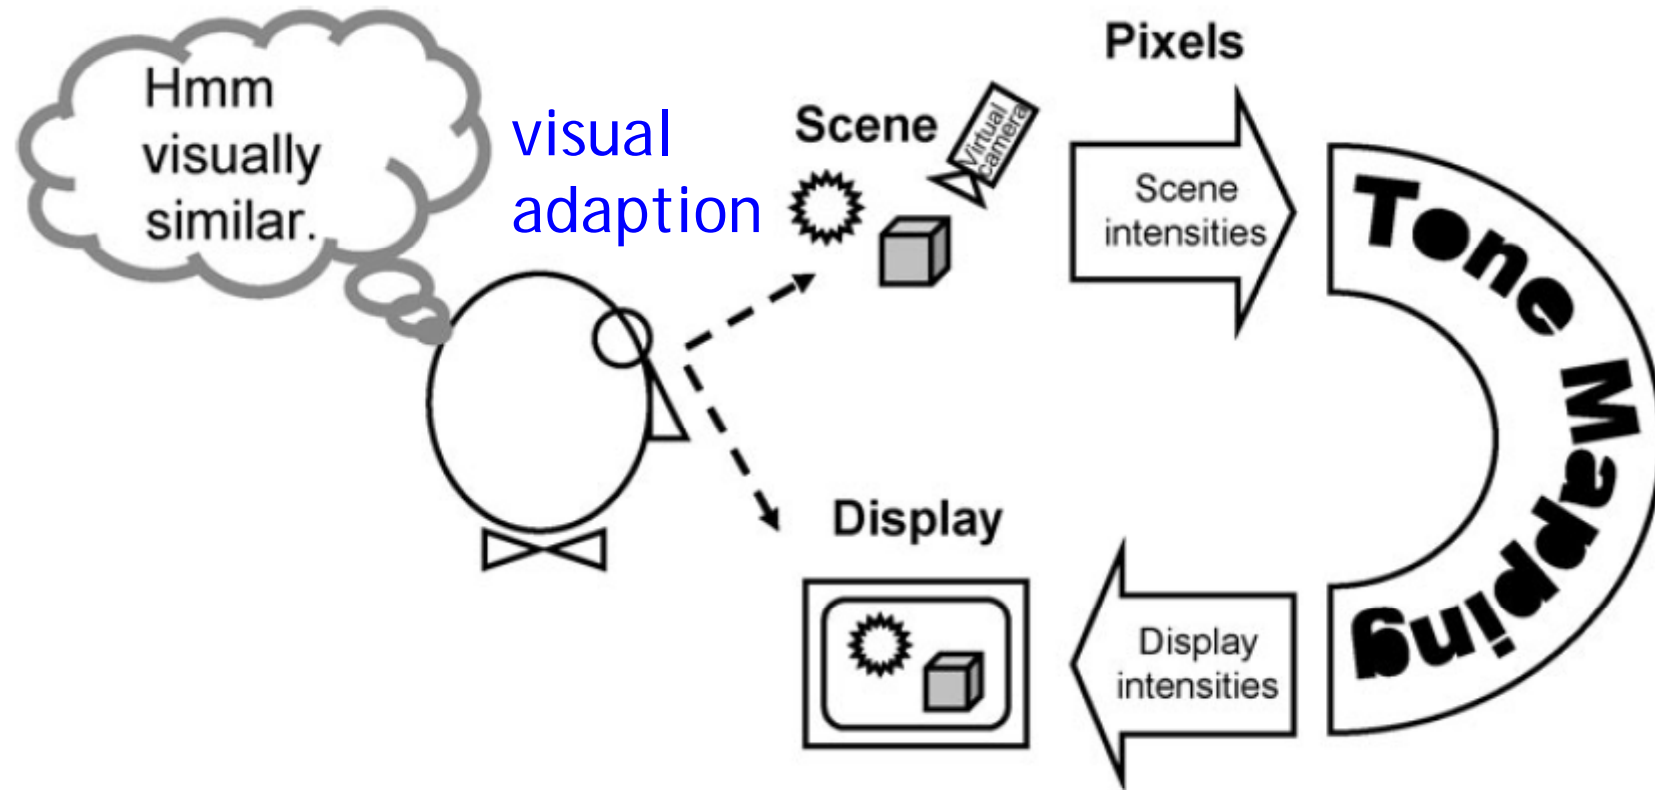 Hmm
visually
similar.
visual
adaption
Scene
Virtual
camera
Pixels
Scene
intensities
Tone Mapping
Display
intensities
Display